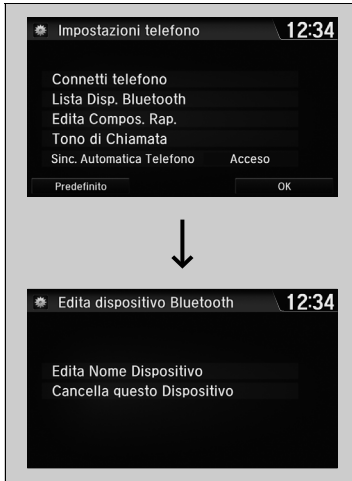 Impostazioni telefono 12:34
Connetti telefono
Lista Disp. Bluetooth
Edita Compos. Rap.
Tono di Chiamata
Sinc. Automatica Telefono Acceso
Predefinito OK
Edita dispositivo Bluetooth 12:34
Edita Nome Dispositivo
Cancella questo Dispositivo